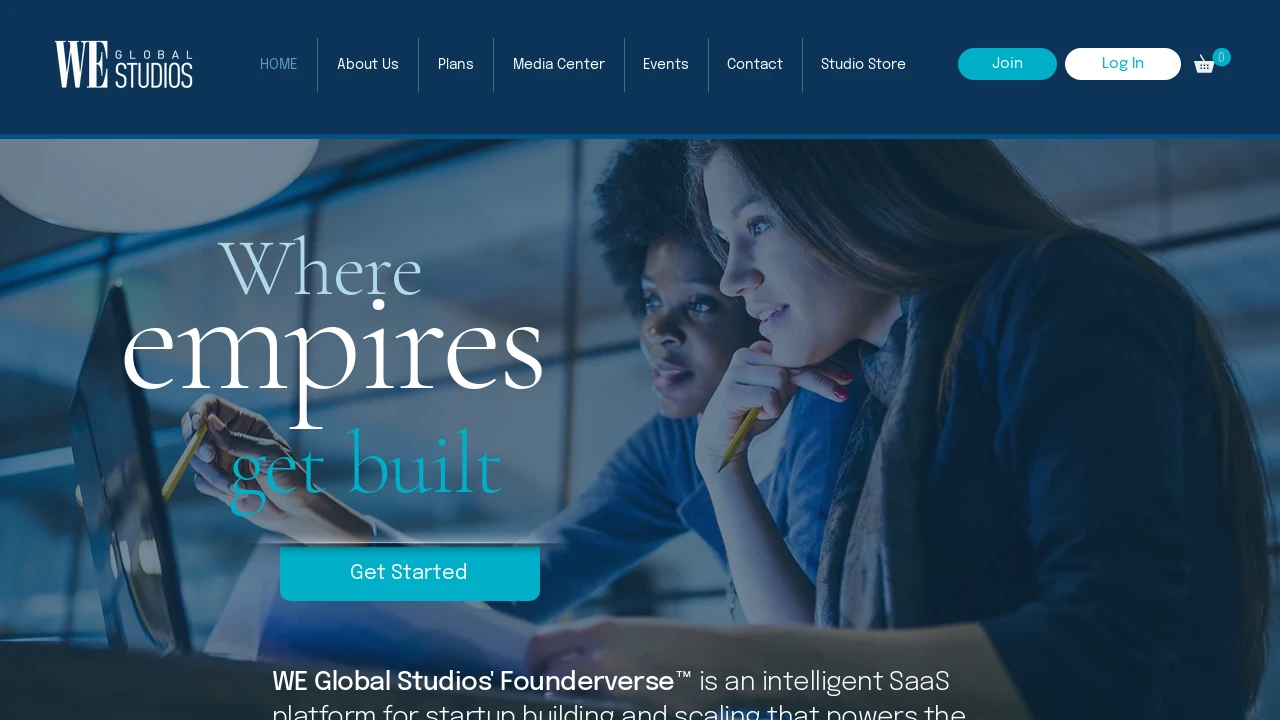 WE GLOBAL STUDIOS
HOME
About Us
Plans
Media Center
Events
Contact
Studio Store
Join
Log In
0
Where
empires
get built
Get Started
WE Global Studios' Founderverse™ is an intelligent SaaS
platform for startup building and scaling that powers the